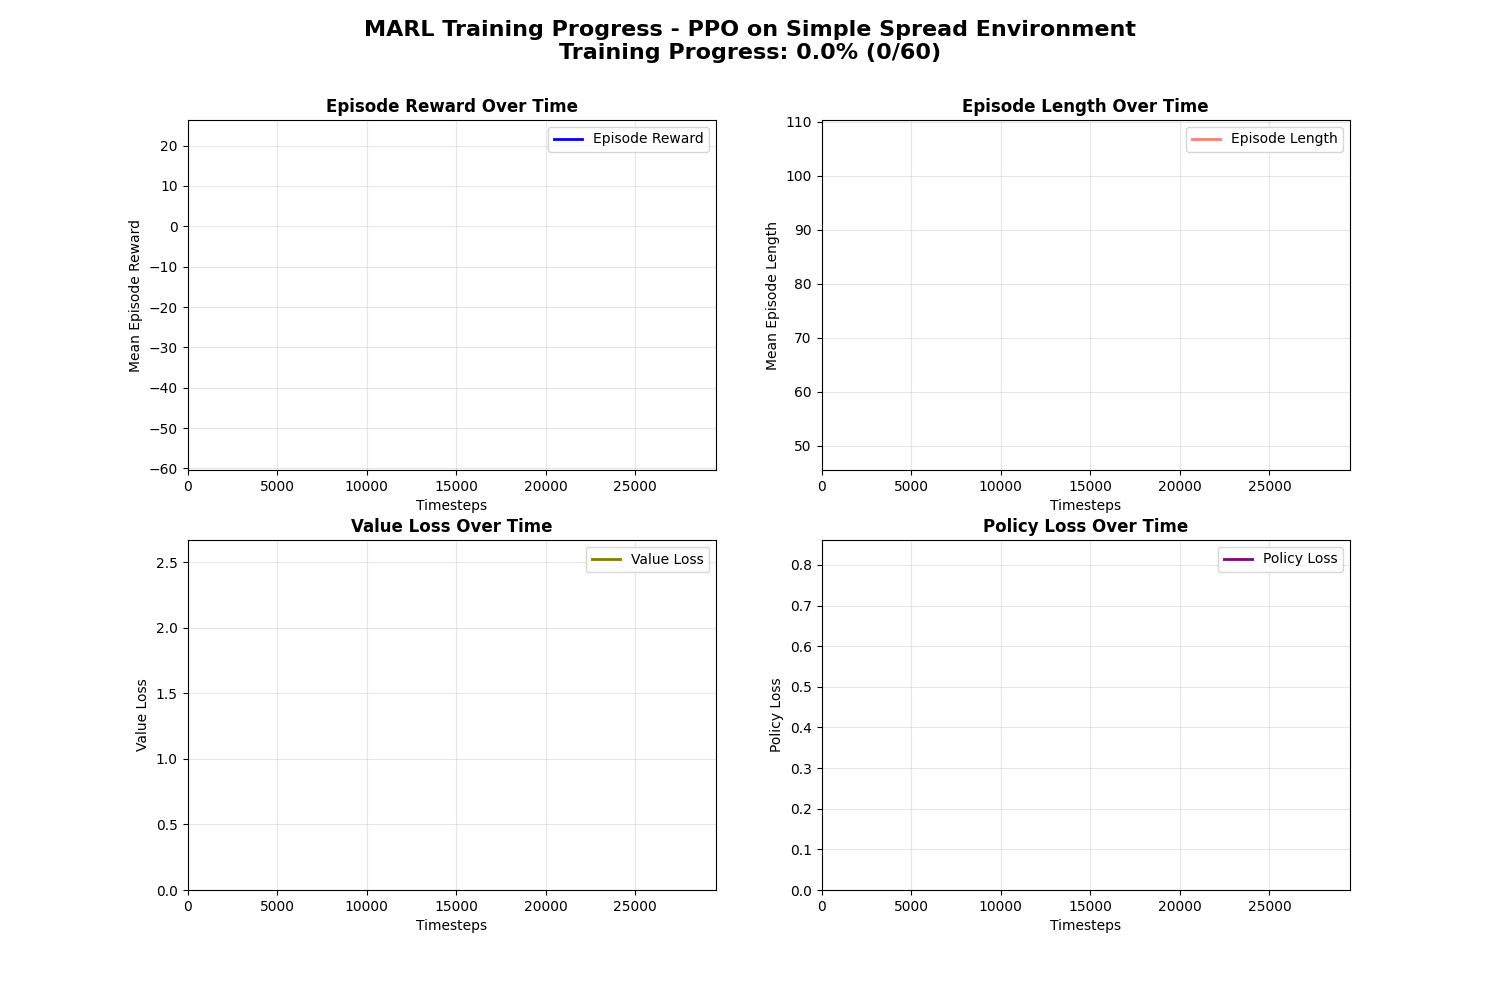 MARL Training Progress - PPO on Simple Spread Environment
Training Progress: 0.0% (0/60)
Episode Reward Over Time
Episode Reward
Mean Episode Reward
20
10
0
−10
−20
−30
−40
−50
−60
0 5000 10000 15000 20000 25000
Timesteps
Episode Length Over Time
Episode Length
Mean Episode Length
110
100
90
80
70
60
50
0 5000 10000 15000 20000 25000
Timesteps
Value Loss Over Time
Value Loss
Value Loss
2.5
2.0
1.5
1.0
0.5
0.0
0 5000 10000 15000 20000 25000
Timesteps
Policy Loss Over Time
Policy Loss
Policy Loss
0.8
0.7
0.6
0.5
0.4
0.3
0.2
0.1
0.0
0 5000 10000 15000 20000 25000
Timesteps